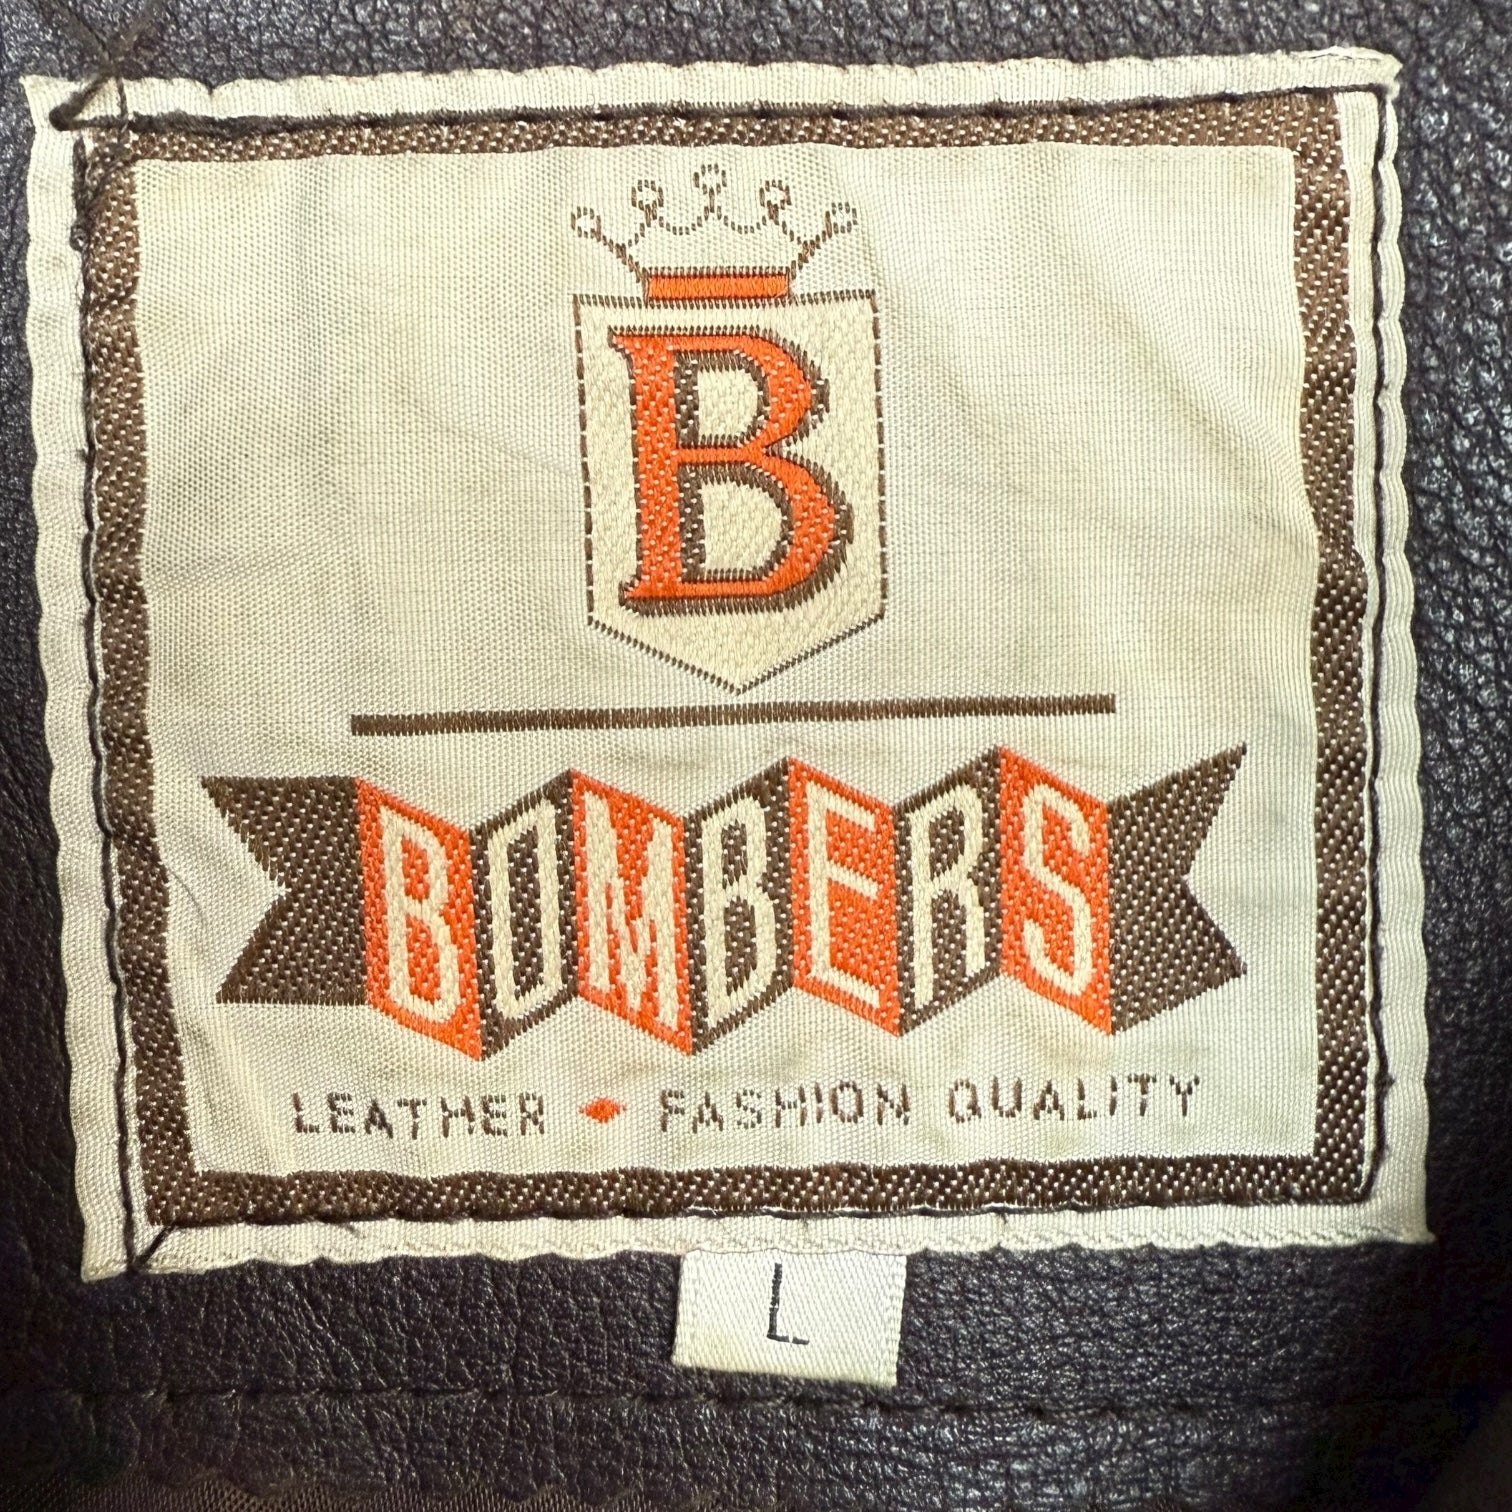 B
BOMBERS
LEATHER ♦ FASHION QUALITY
L